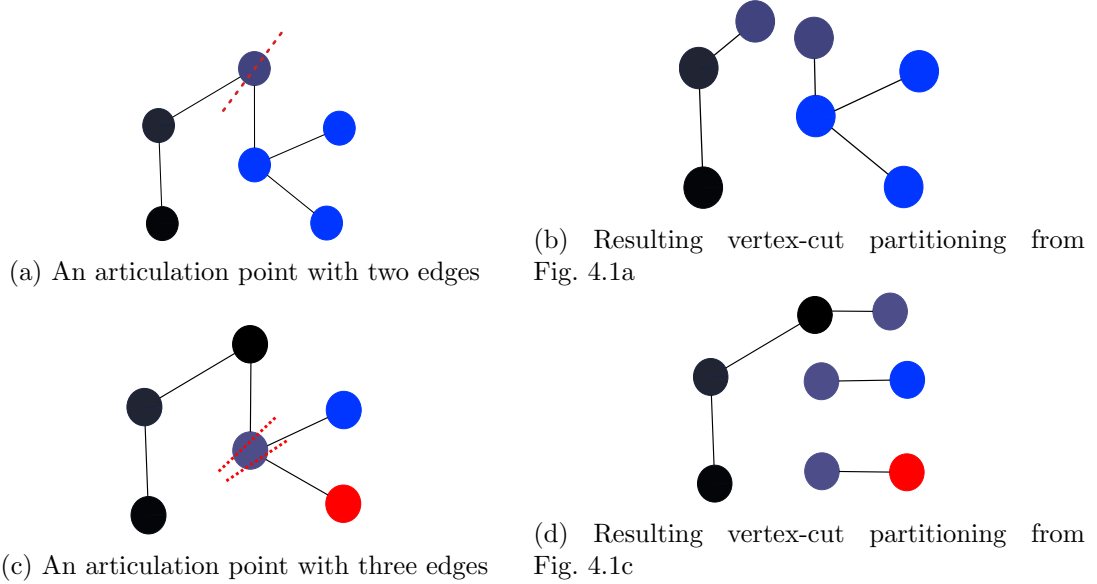 (a) An articulation point with two edges
(b) Resulting vertex-cut partitioning from
Fig. 4.1a
(c) An articulation point with three edges
(d) Resulting vertex-cut partitioning from
Fig. 4.1c